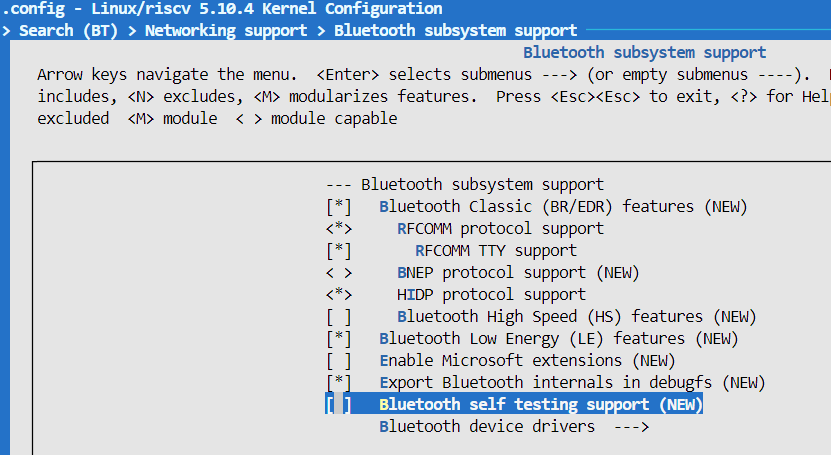 .config - Linux/riscv 5.10.4 Kernel Configuration
> Search (BT) > Networking support > Bluetooth subsystem support
Bluetooth subsystem support
Arrow keys navigate the menu. <Enter> selects submenus ---> (or empty submenus ----).
includes, <N> excludes, <M> modularizes features. Press <Esc><Esc> to exit, <?> for Hel
excluded <M> module < > module capable
--- Bluetooth subsystem support
[*] Bluetooth Classic (BR/EDR) features (NEW)
<*> RFCOMM protocol support
[*] RFCOMM TTY support
< > BNEP protocol support (NEW)
<*> HIDP protocol support
[ ] Bluetooth High Speed (HS) features (NEW)
[*] Bluetooth Low Energy (LE) features (NEW)
[ ] Enable Microsoft extensions (NEW)
[*] Export Bluetooth internals in debugfs (NEW)
[ ] Bluetooth self testing support (NEW)
Bluetooth device drivers --->